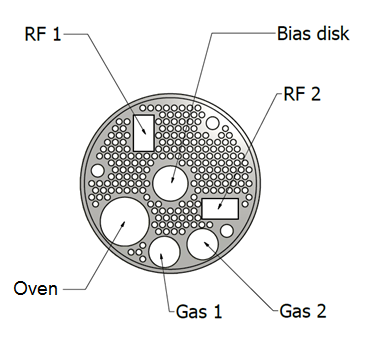 RF 1
Bias disk
RF 2
Oven
Gas 1
Gas 2